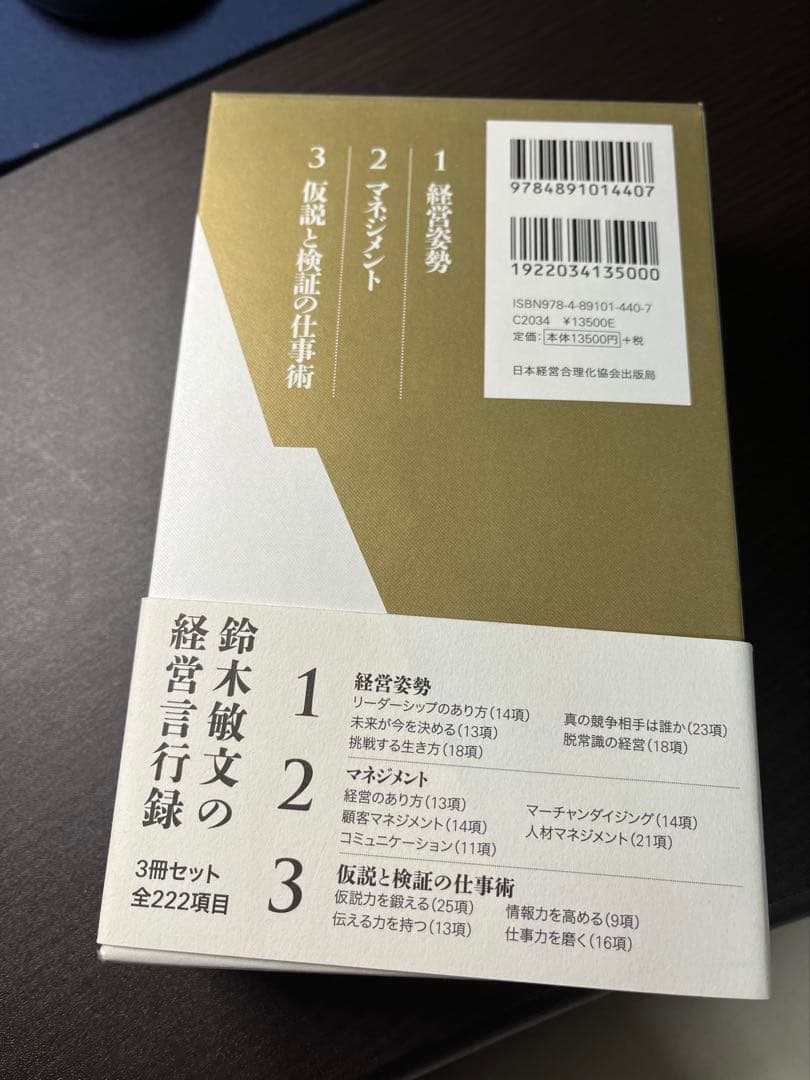 1 経営姿勢
2 マネジメント
3 仮説と検証の仕事術
9784891014407
1922034135000
ISBN978-4-89101-440-7
C2034 ¥13500E
定価:本体13500円+税
日本経営合理化協会出版局
鈴木敏文の
経営言行録
3冊セット
全222項目
1
経営姿勢
リーダーシップのあり方(14項)
未来が今を決める(13項)
挑戦する生き方(18項)
真の競争相手は誰か(23項)
脱常識の経営(18項)
2
マネジメント
経営のあり方(13項)
顧客マネジメント(14項)
コミュニケーション(11項)
マーチャンダイジング(14項)
人材マネジメント(21項)
3
仮説と検証の仕事術
仮説力を鍛える(25項)
伝える力を持つ(13項)
情報力を高める(9項)
仕事力を磨く(16項)